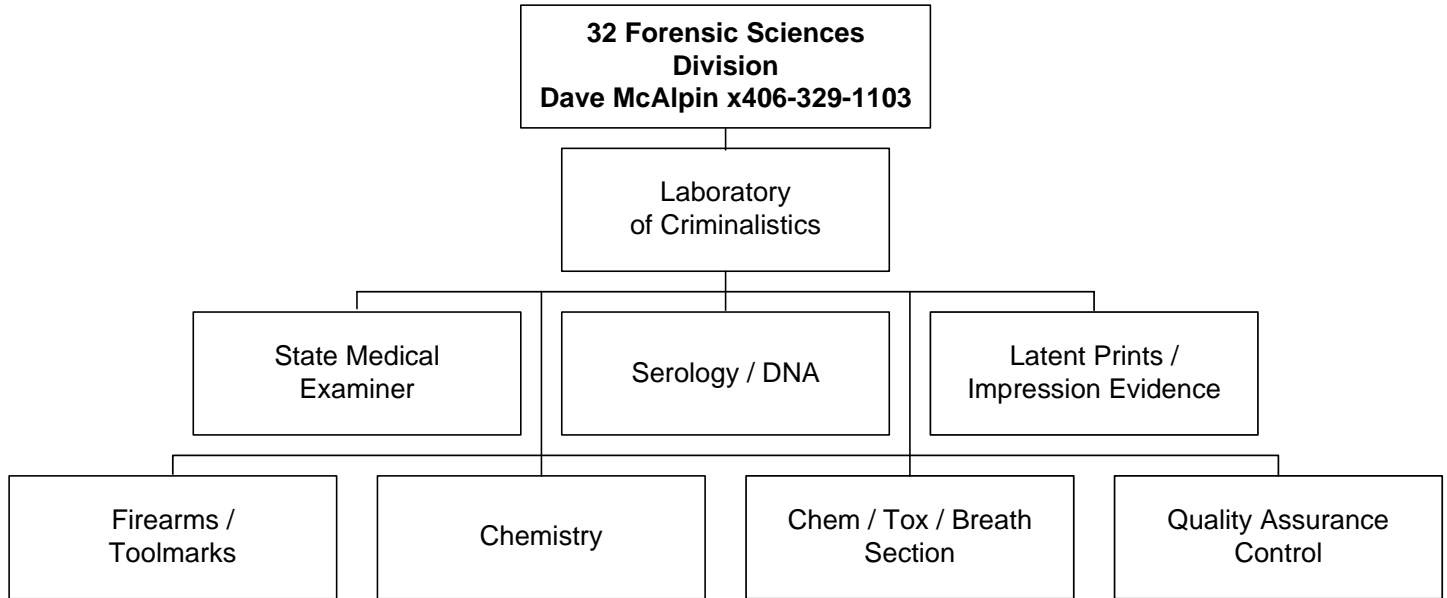 32 Forensic Sciences
Division
Dave McAlpin x406-329-1103
Laboratory
of Criminalistics
State Medical
Examiner
Serology / DNA
Latent Prints /
Impression Evidence
Firearms /
Toolmarks
Chemistry
Chem / Tox / Breath
Section
Quality Assurance
Control